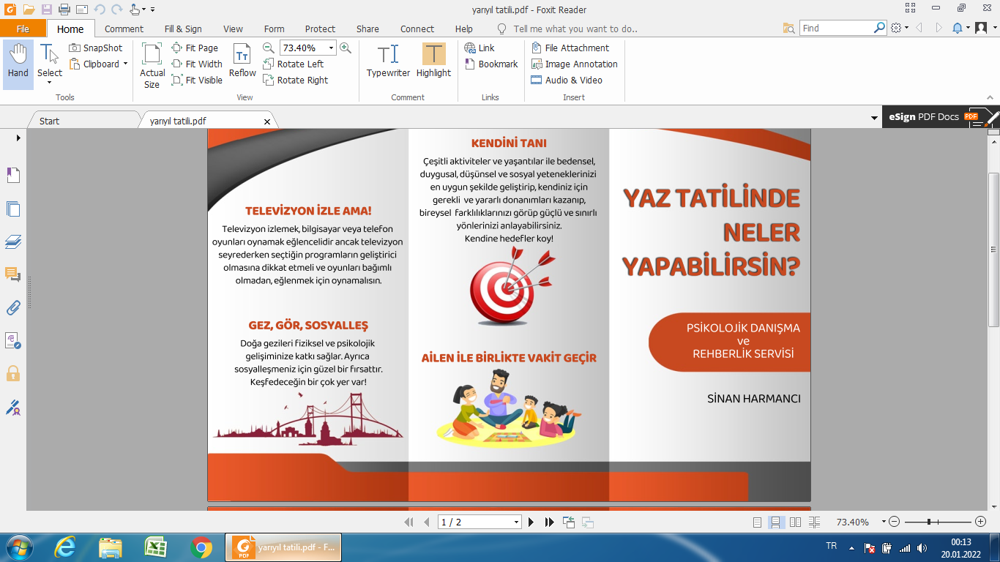 yarıyıl tatili.pdf - Foxit Reader
File
Home
Comment
Fill & Sign
View
Form
Protect
Share
Connect
Help
Tell me what you want to do..
Find
Hand
Select
SnapShot
Clipboard
Tools
Actual
Size
Fit Page
Fit Width
Fit Visible
Reflow
73.40%
Rotate Left
Rotate Right
View
Typewriter
Highlight
Comment
Link
Bookmark
Links
File Attachment
Image Annotation
Audio & Video
Insert
Start
yarıyıl tatili.pdf
eSign PDF Docs
PDF
TELEVİZYON İZLE AMA!
Televizyon izlemek, bilgisayar veya telefon
oyunları oynamak eğlencelidir ancak televizyon
seyrederken seçtiğin programların geliştirici
olmasına dikkat etmeli ve oyunları bağımlı
olmadan, eğlenmek için oynamalısın.
GEZ, GÖR, SOSYALLEŞ
Doğa gezileri fiziksel ve psikolojik
gelişiminize katkı sağlar. Ayrıca
sosyalleşmeniz için güzel bir fırsattır.
Keşfedeceğin bir çok yer var!
KENDİNİ TANI
Çeşitli aktiviteler ve yaşantılar ile bedensel,
duygusal, düşünsel ve sosyal yeteneklerinizi
en uygun şekilde geliştirip, kendiniz için
gerekli ve yararlı donanımları kazanıp,
bireysel farklılıklarınızı görüp güçlü ve sınırlı
yönlerinizi anlayabilirsiniz.
Kendine hedefler koy!
AİLEN İLE BİRLİKTE VAKİT GEÇİR
YAZ TATİLİNDE
NELER
YAPABİLİRSİN?
PSİKOLOJİK DANIŞMA
ve
REHBERLİK SERVİSİ
SİNAN HARMANCI
1 / 2
73.40%
PDF
yarıyıl tatili.pdf - F...
TR
00:13
20.01.2022